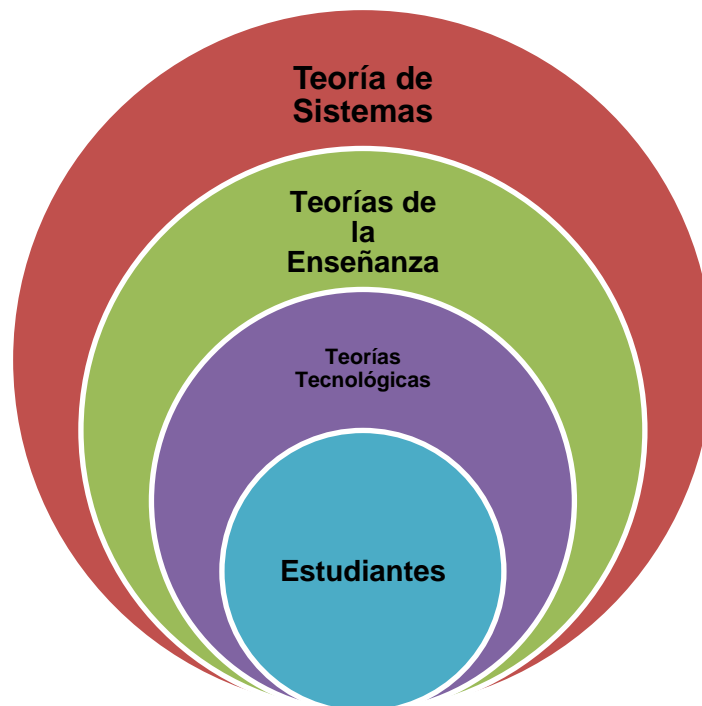 Teoría de
Sistemas
Teorías de
la
Enseñanza
Teorías
Tecnológicas
Estudiantes